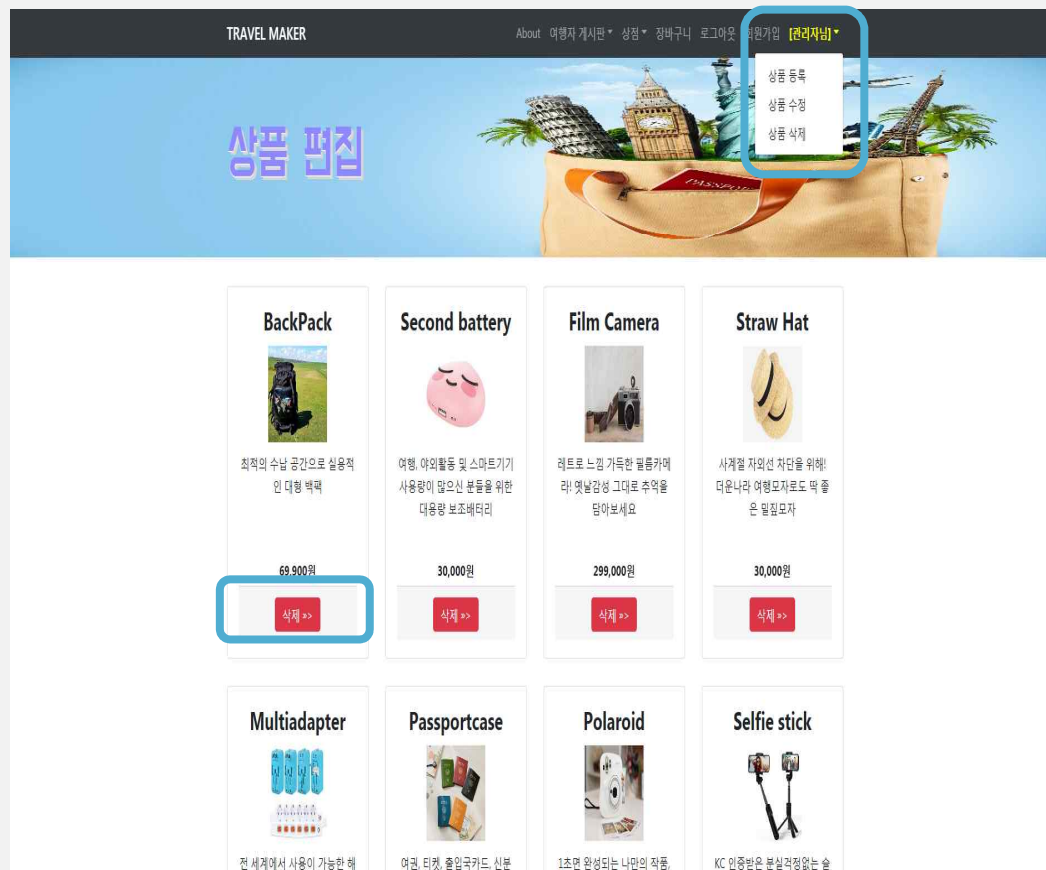 TRAVEL MAKER
About 여행자 게시판 상점 장바구니 로그아웃 회원가입 [관리자님]
상품 등록
상품 수정
상품 삭제
상품 편집
BackPack
최적의 수납 공간으로 실용적
인 대형 백팩
69,900원
삭제 »>
Second battery
여행, 야외활동 및 스마트기기
사용량이 많으신 분들을 위한
대용량 보조배터리
30,000원
삭제 »>
Film Camera
레트로 느낌 가득한 필름카메
라! 옛날감성 그대로 추억을
담아보세요
299,000원
삭제 »>
Straw Hat
사계절 자외선 차단을 위해!
더운나라 여행모자로도 딱 좋
은 밀짚모자
30,000원
삭제 »>
Multiadapter
전 세계에서 사용이 가능한 해
Passportcase
여권, 티켓, 출입국카드, 신분
Polaroid
1초면 완성되는 나만의 작품,
Selfie stick
KC 인증받은 분실걱정없는 슬